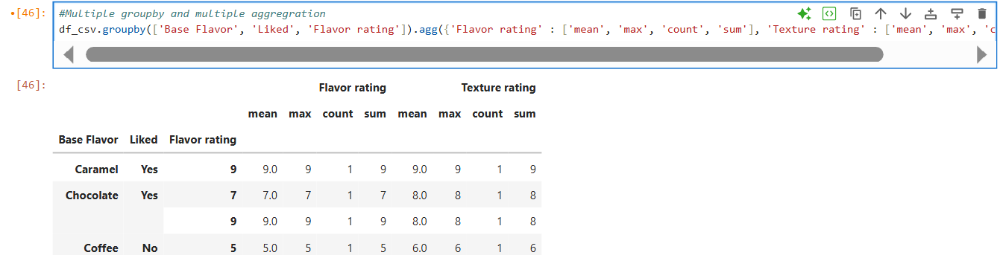 [46]:
#Multiple groupby and multiple aggregration
df_csv.groupby(['Base Flavor', 'Liked', 'Flavor rating']).agg({'Flavor rating' : ['mean', 'max', 'count', 'sum'], 'Texture rating' : ['mean', 'max', 'c
[46]:
Flavor rating Texture rating
mean max count sum mean max count sum
Base Flavor Liked Flavor rating
Caramel Yes 9 9.0 9 1 9 9.0 9 1 9
Chocolate Yes 7 7.0 7 1 7 8.0 8 1 8
9 9.0 9 1 9 8.0 8 1 8
Coffee No 5 5.0 5 1 5 6.0 6 1 6